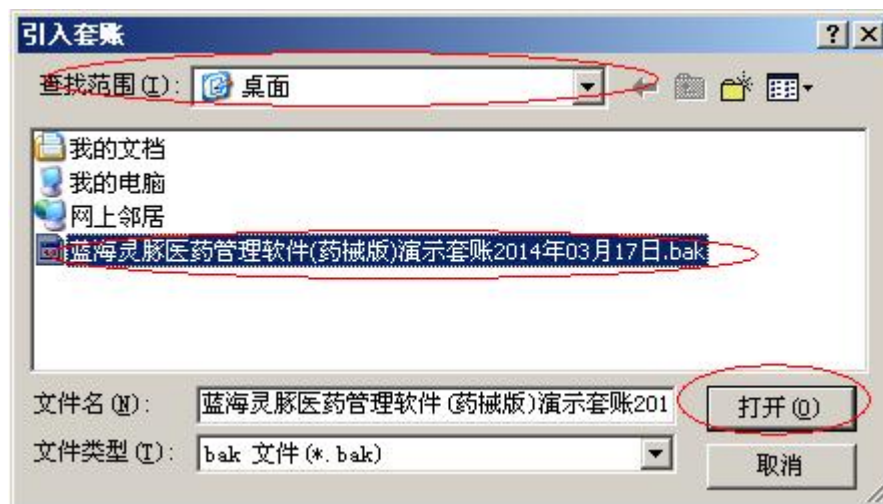 引入套账
查找范围(I): 桌面
我的文档
我的电脑
网上邻居
蓝海灵豚医药管理软件(药械版)演示套账2014年03月17日.bak
文件名(N): 蓝海灵豚医药管理软件(药械版)演示套账201 打开(O)
文件类型(T): bak 文件(*.bak) 取消